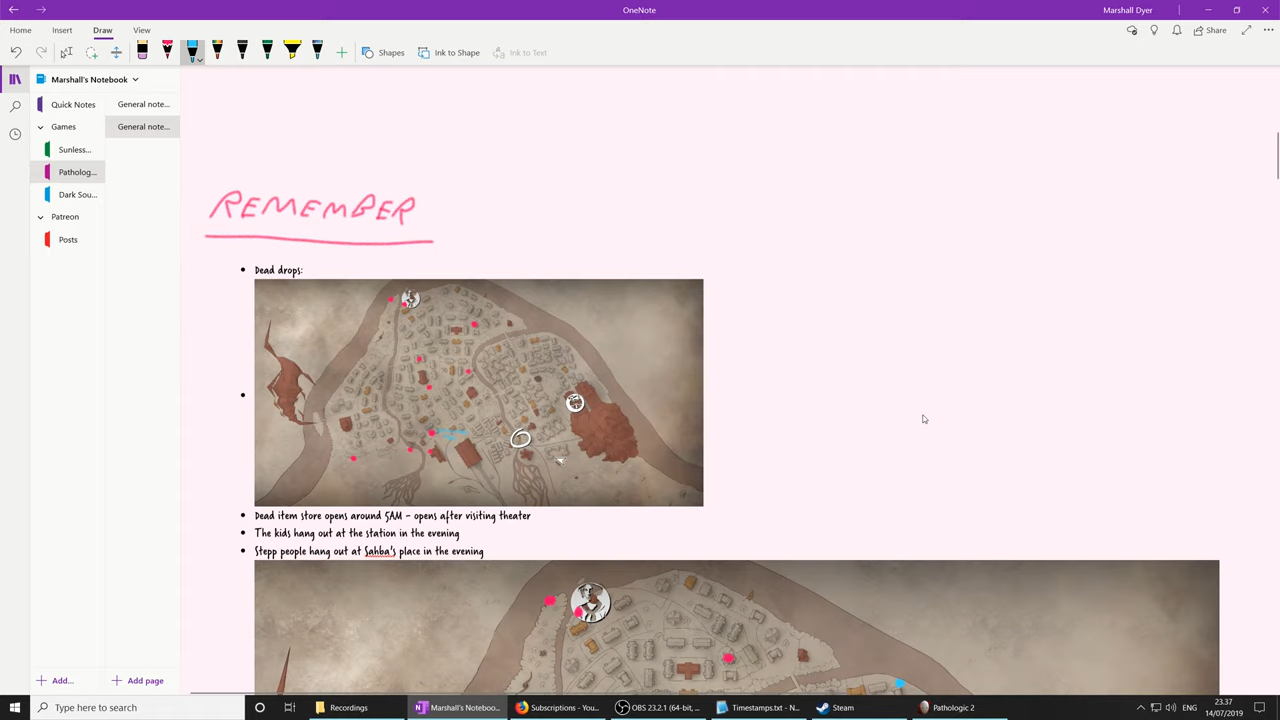 OneNote
Marshall Dyer
Home
Insert
Draw
View
Share
Shapes
Ink to Shape
Ink to Text
Marshall's Notebook
Quick Notes
General note...
Games
General note...
Sunless...
Patholog...
Dark Sou...
Patreon
Posts
REMEMBER
Dead drops:
Dead item store opens around 5AM - opens after visiting theater
The kids hang out at the station in the evening
Stepp people hang out at Sahba's place in the evening
Add...
Add page
Type here to search
Recordings
Marshall's Noteboo...
Subscriptions - You...
OBS 23.2.1 (64-bit, ...
Timestamps.txt - N...
Steam
Pathologic 2
ENG
23.37
14/07/2019